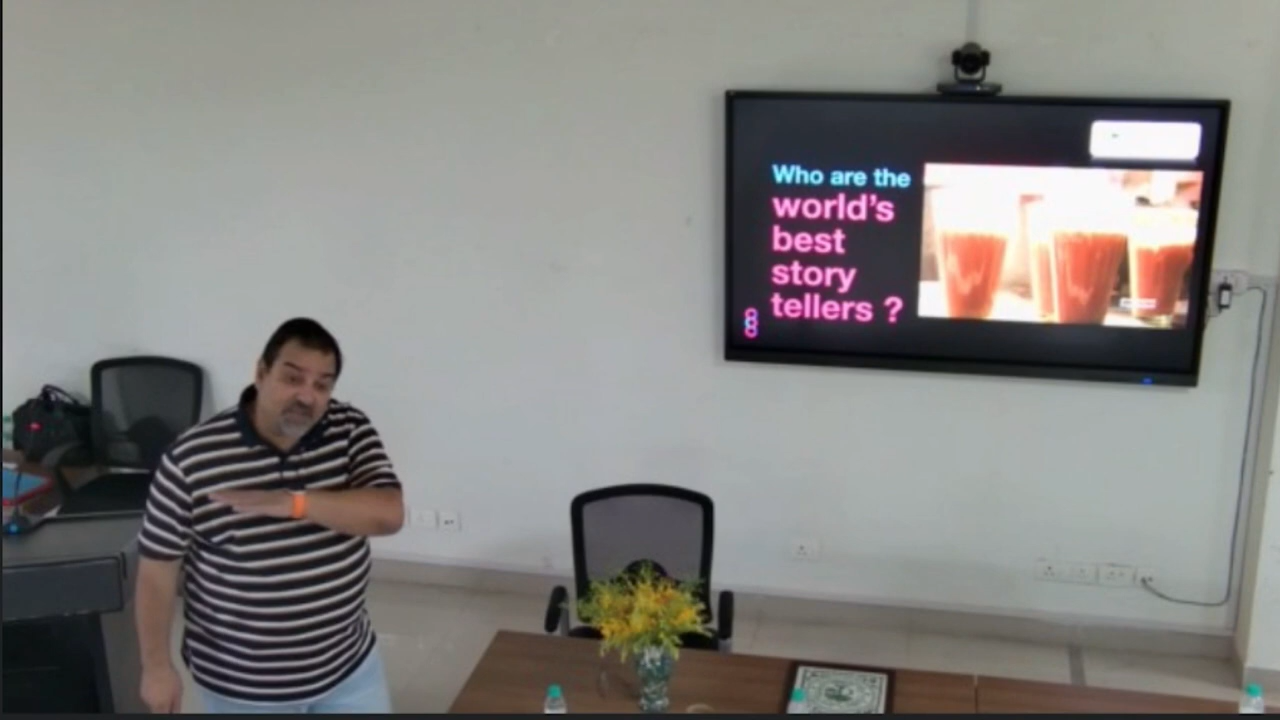 Who are the
world's
best
story
tellers ?